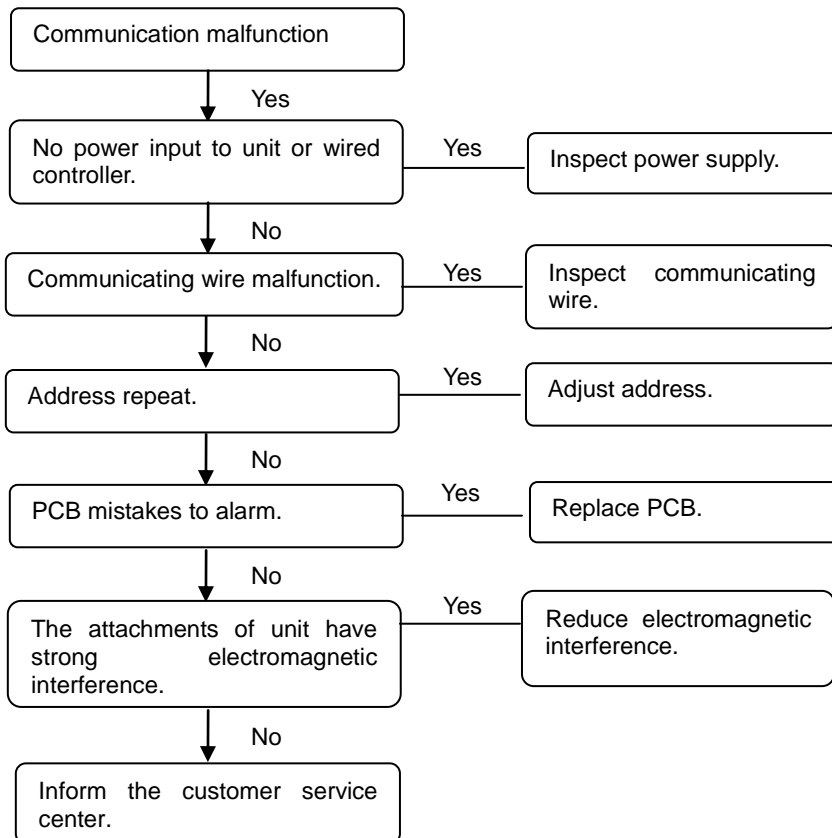 Communication malfunction
Yes
No power input to unit or wired
controller.
Yes
Inspect power supply.
No
Communicating wire malfunction.
Yes
Inspect communicating
wire.
No
Address repeat.
Yes
Adjust address.
No
PCB mistakes to alarm.
Yes
Replace PCB.
No
The attachments of unit have
strong electromagnetic
interference.
Yes
Reduce electromagnetic
interference.
No
Inform the customer service
center.